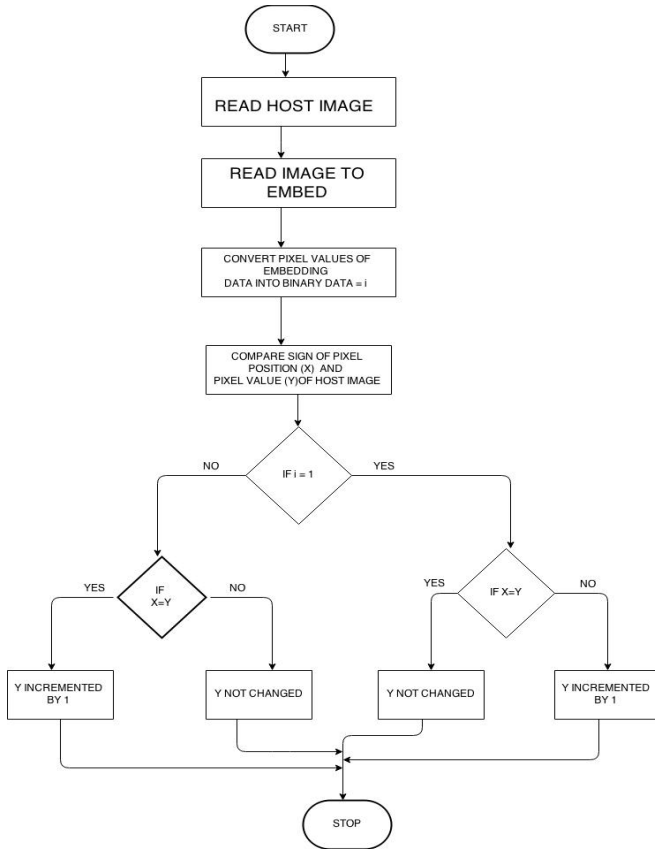 START
READ HOST IMAGE
READ IMAGE TO
EMBED
CONVERT PIXEL VALUES OF
EMBEDDING
DATA INTO BINARY DATA = i
COMPARE SIGN OF PIXEL
POSITION (X) AND
PIXEL VALUE (Y)OF HOST IMAGE
IF i = 1
NO
YES
IF
X=Y
YES
NO
IF X=Y
YES
NO
Y INCREMENTED
BY 1
Y NOT CHANGED
Y NOT CHANGED
Y INCREMENTED
BY 1
STOP